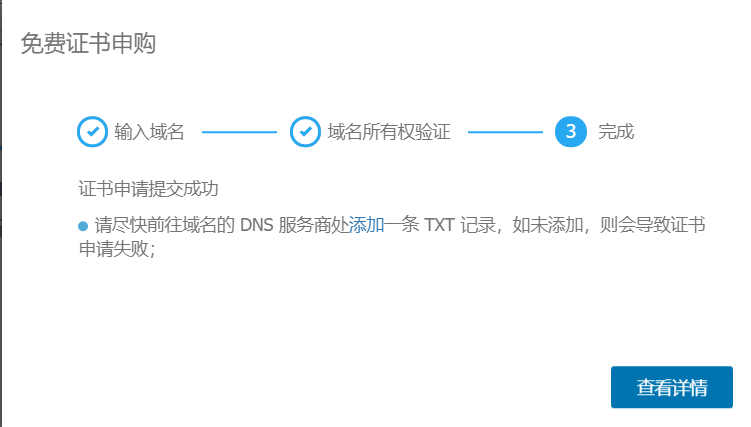 免费证书申购
输入域名 域名所有权验证 3 完成
证书申请提交成功
请尽快前往域名的 DNS 服务商处添加一条 TXT 记录，如未添加，则会导致证书
申请失败；
查看详情